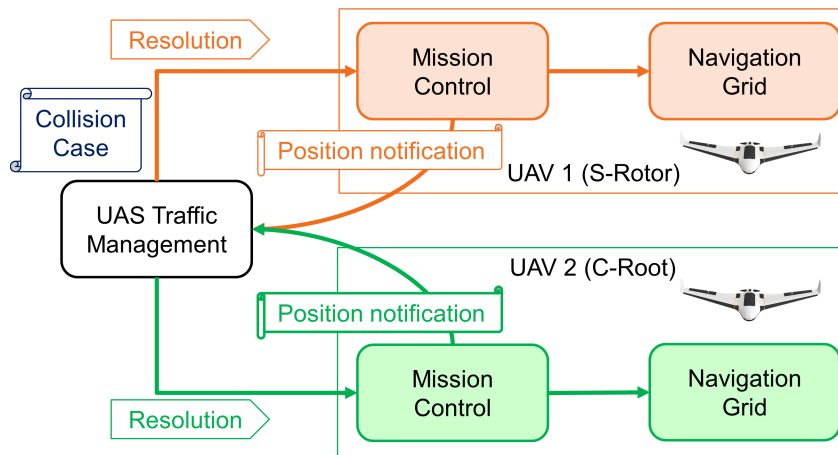 Resolution
Mission
Control
Navigation
Grid
Collision
Case
Position notification
UAV 1 (S-Rotor)
UAS Traffic
Management
UAV 2 (C-Root)
Position notification
Mission
Control
Navigation
Grid
Resolution